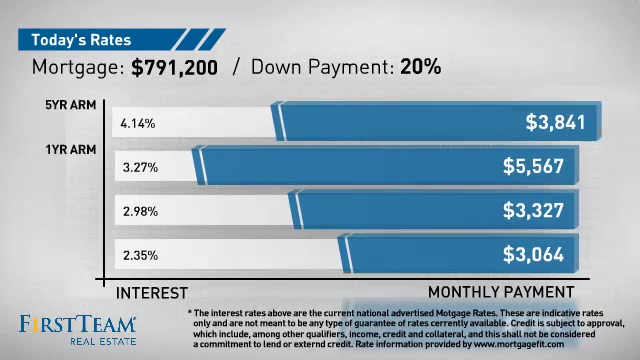 Today's Rates
Mortgage: $791,200 / Down Payment: 20%
5YR ARM
4.14% $3,841
1YR ARM
3.27% $5,567
2.98% $3,327
2.35% $3,064
INTEREST MONTHLY PAYMENT
* The interest rates above are the current national advertised Motgage Rates. These are indicative rates
only and are not meant to be any type of guarantee of rates cerrently available. Credit is subject to approval,
which include, among other qualifiers, income, credit and collateral, and this shall not be considered
a commitment to lend or externd credit. Rate information provided by www.mortgagefit.com
FIRSTTEAM®
REAL ESTATE